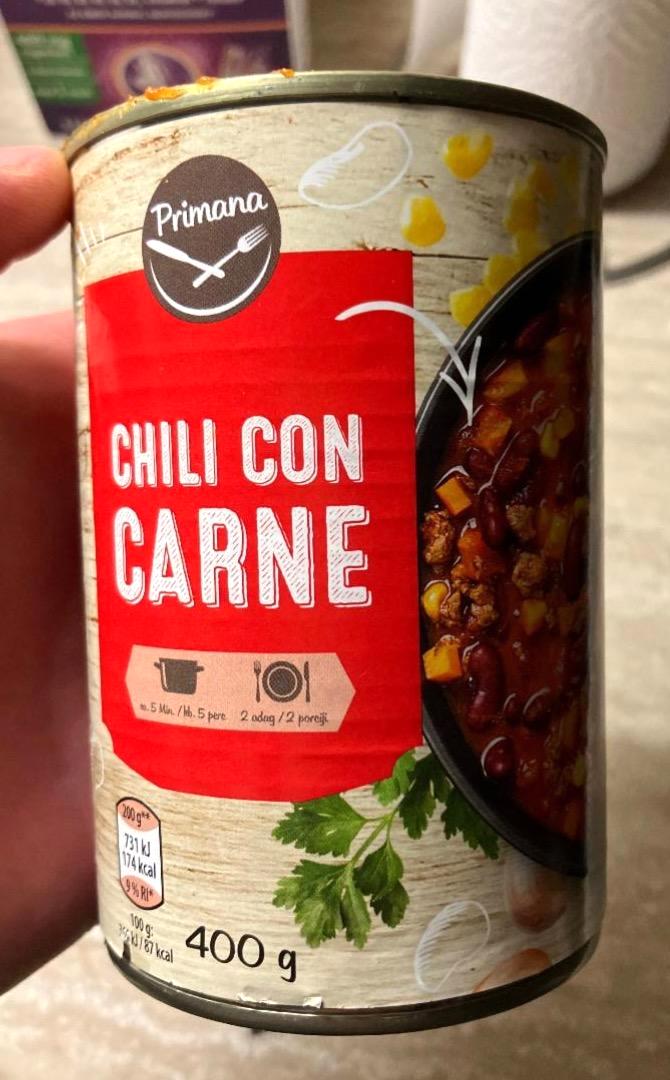 Primana
CHILI CON
CARNE
5 Min. / kb. 5 perc
2 adag / 2 porciji
200 g**
731 kJ
174 kcal
9% RI*
100 g:
kJ / 87 kcal
400 g